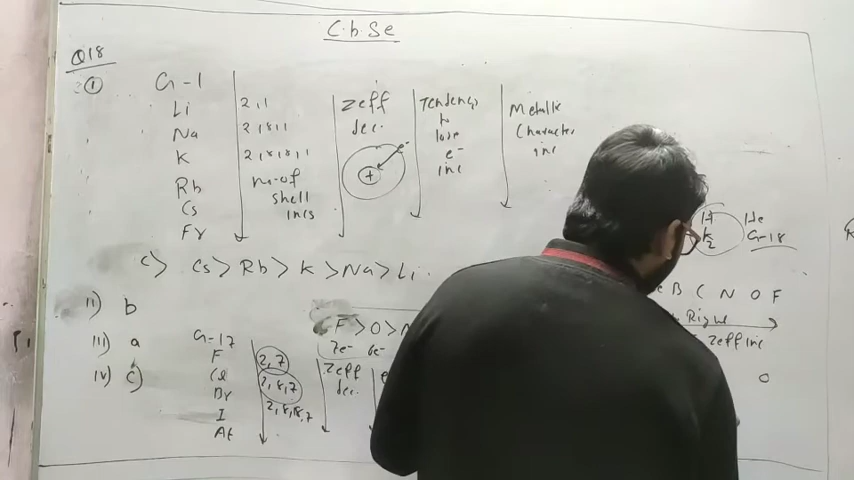 C.b.Se
Q18
①
G-1
Li 2,1
Na 2,8,1
K 2,8,8,1
Rb
Cs
Fr
n-of
shell
incs
Zeff
dec.
e-
+
Tendency
to
lose
e-
inc
Metallic
Character
inc
c> Cs> Rb> K >Na> Li.
ii) b
iii) a
iv) c)
G-17
F 2,7
Cl 2,8,7
Br 2,8,18,7
I
At
F >O>N
7e- 6e-
Zeff
dec.
H He
G-18
B C N O F
Right
Zeff inc